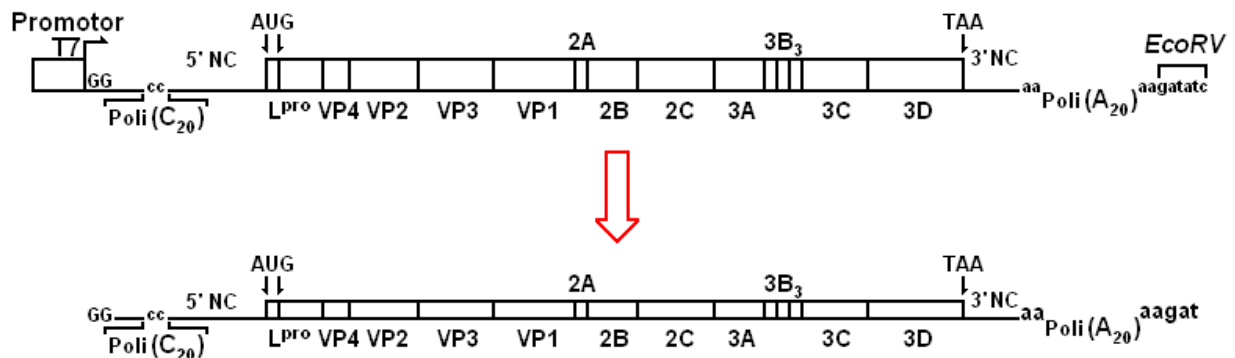 Promotor
T7
AUG
TAA
5' NC
2A
3B3
3'NC
EcoRV
GG
cc
Poli(C20)
Lpro VP4 VP2 VP3 VP1 2B 2C 3A 3C 3D
aa
Poli(A20)
aagatatc
AUG
TAA
5' NC
2A
3B3
3'NC
GG
cc
Poli(C20)
Lpro VP4 VP2 VP3 VP1 2B 2C 3A 3C 3D
aa
Poli(A20)
aagat